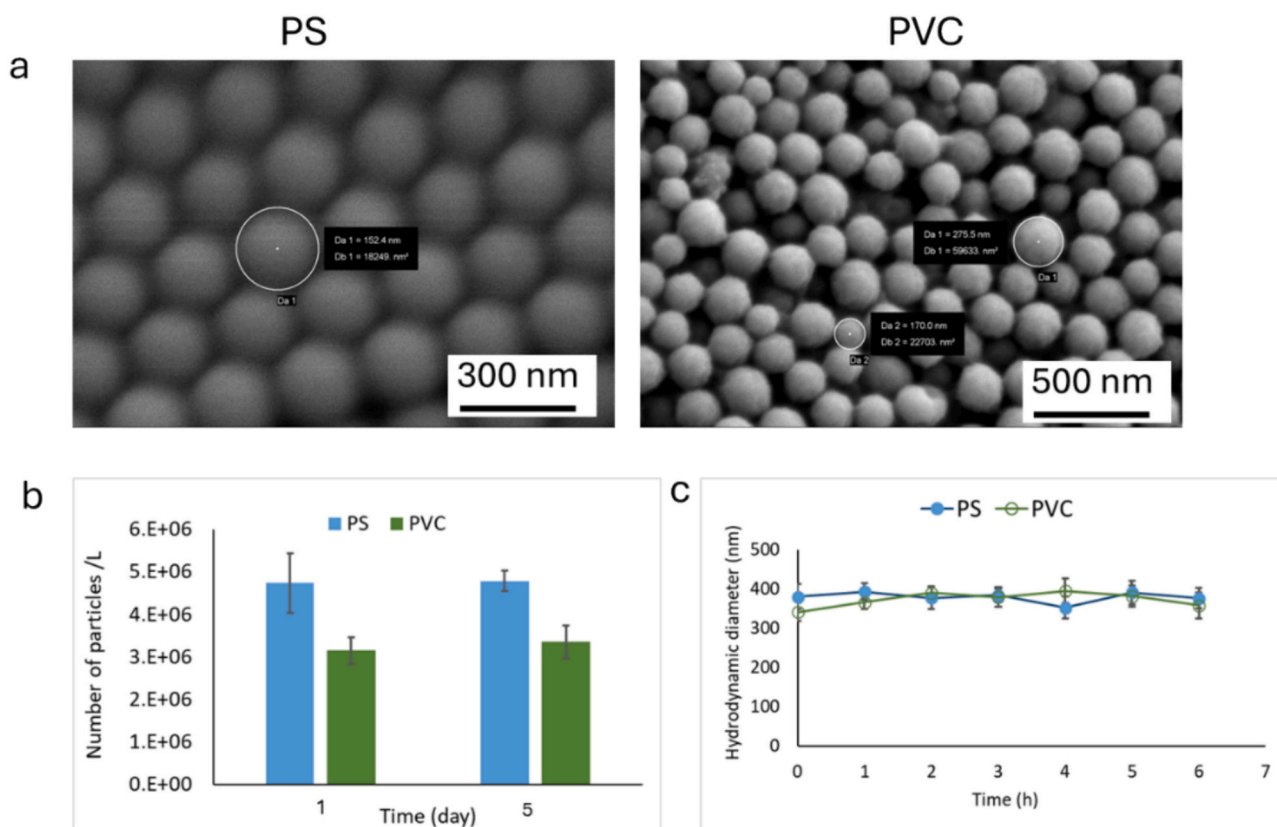 PS
PVC
a
Da 1 = 152.4 nm
Db 1 = 18249. nm²
Da 1
300 nm
Da 1 = 275.5 nm
Db 1 = 59633. nm²
Da 1
Da 2 = 170.0 nm
Db 2 = 22703. nm²
Da 2
500 nm
b
PS PVC
Number of particles /L
6.E+06
5.E+06
4.E+06
3.E+06
2.E+06
1.E+06
0.E+00
1 5
Time (day)
c
PS PVC
Hydrodynamic diameter (nm)
500
400
300
200
100
0
0 1 2 3 4 5 6 7
Time (h)